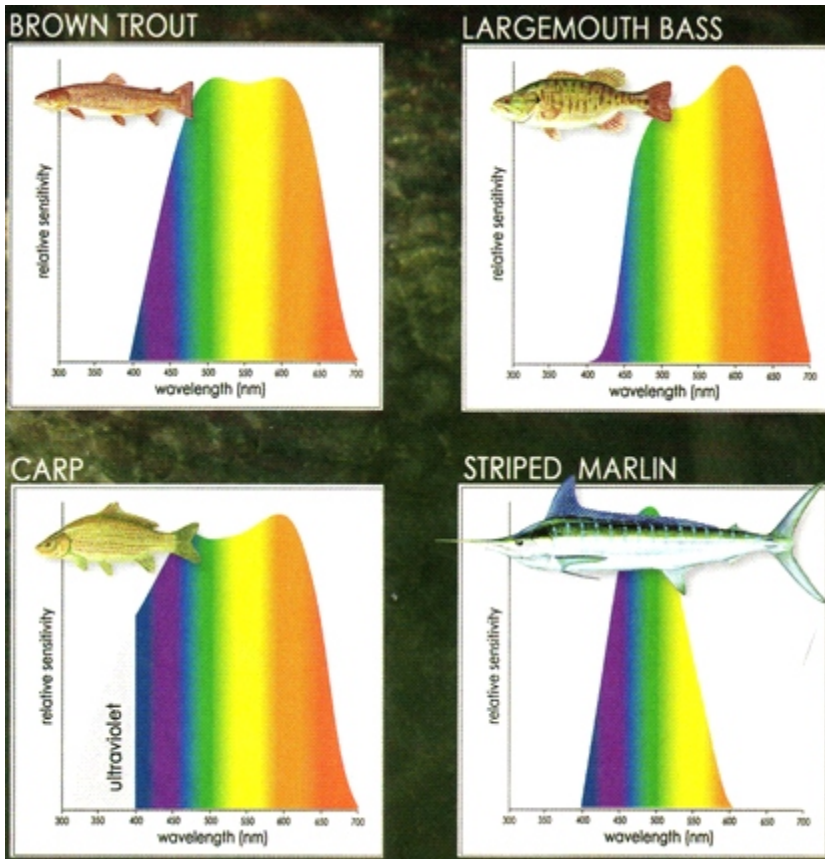 BROWN TROUT
relative sensitivity
300 350 400 450 500 550 600 650 700
wavelength (nm)
LARGEMOUTH BASS
relative sensitivity
300 350 400 450 500 550 600 650 700
wavelength (nm)
CARP
relative sensitivity
ultraviolet
300 350 400 450 500 550 600 650 700
wavelength (nm)
STRIPED MARLIN
relative sensitivity
300 350 400 450 500 550 600 650 700
wavelength (nm)